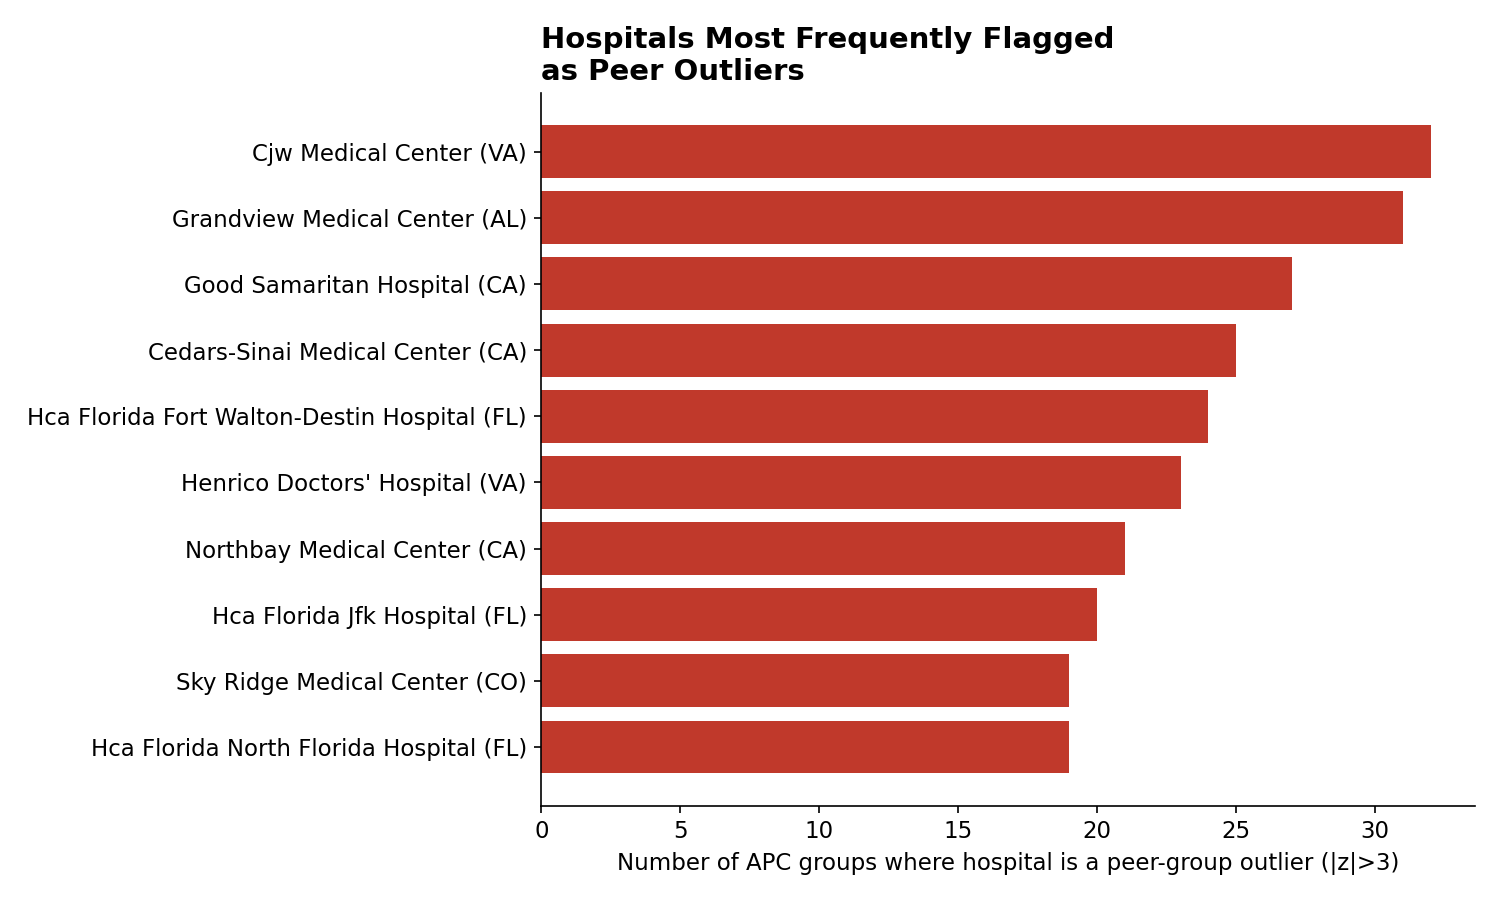 Hospitals Most Frequently Flagged
as Peer Outliers
Cjw Medical Center (VA)
Grandview Medical Center (AL)
Good Samaritan Hospital (CA)
Cedars-Sinai Medical Center (CA)
Hca Florida Fort Walton-Destin Hospital (FL)
Henrico Doctors' Hospital (VA)
Northbay Medical Center (CA)
Hca Florida Jfk Hospital (FL)
Sky Ridge Medical Center (CO)
Hca Florida North Florida Hospital (FL)
0 5 10 15 20 25 30
Number of APC groups where hospital is a peer-group outlier (|z|>3)